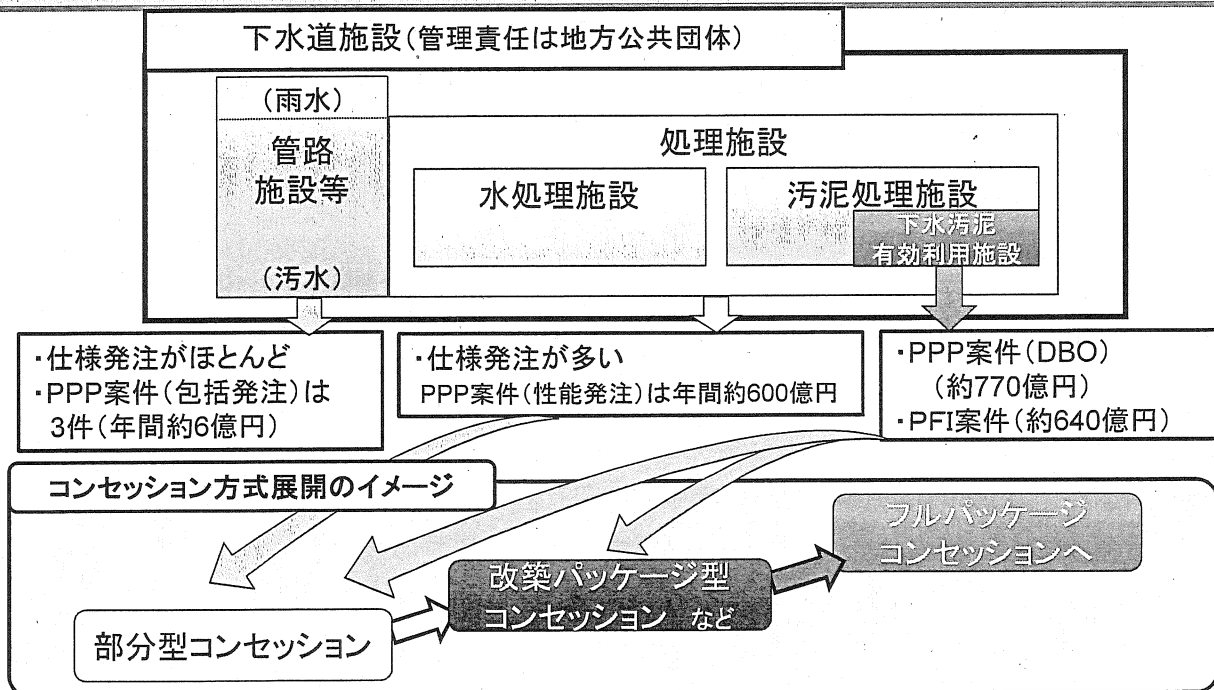 下水道施設(管理責任は地方公共団体)
(雨水)
管路
施設等
(汚水)
処理施設
水処理施設
汚泥処理施設
下水汚泥
有効利用施設
・仕様発注がほとんど
・PPP案件(包括発注)は
3件(年間約6億円)
・仕様発注が多い
PPP案件(性能発注)は年間約600億円
・PPP案件(DBO)
(約770億円)
・PFI案件(約640億円)
コンセッション方式展開のイメージ
部分型コンセッション
改築パッケージ型
コンセッション など
フルパッケージ
コンセッションへ